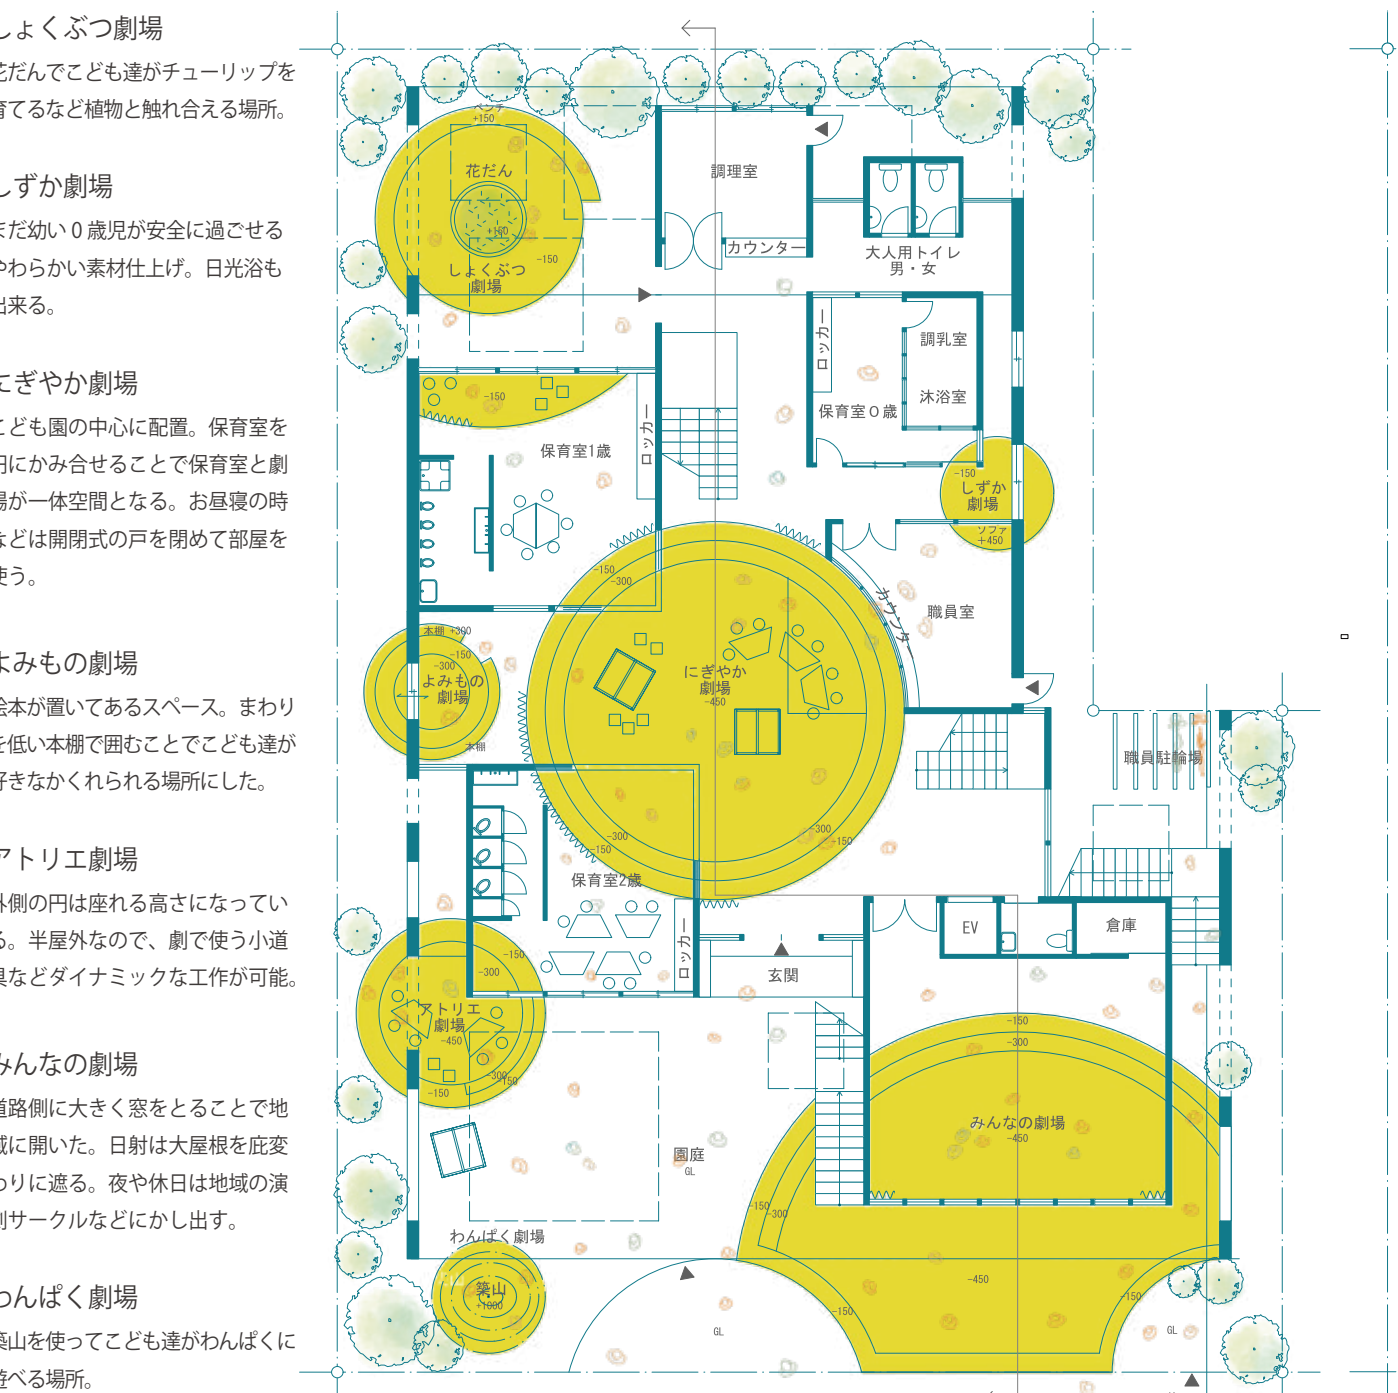 しょくぶつ劇場
花だんでこども達がチューリップを
育てるなど植物と触れ合える場所。
しずか劇場
まだ幼い０歳児が安全に過ごせる
やわらかい素材仕上げ。日光浴も
出来る。
にぎやか劇場
こども園の中心に配置。保育室を
円にかみ合せることで保育室と劇
場が一体空間となる。お昼寝の時
などは開閉式の戸を閉めて部屋を
使う。
よみもの劇場
絵本が置いてあるスペース。まわり
を低い本棚で囲むことでこども達が
好きなかくれられる場所にした。
アトリエ劇場
外側の円は座れる高さになってい
る。半屋外なので、劇で使う小道
具などダイナミックな工作が可能。
みんなの劇場
道路側に大きく窓をとることで地
域に開いた。日射は大屋根を庇変
わりに遮る。夜や休日は地域の演
劇サークルなどにかし出す。
わんぱく劇場
築山を使ってこども達がわんぱくに
遊べる場所。
ベンチ
+150
花だん
+160
-150
しょくぶつ
劇場
調理室
カウンター
大人用トイレ
男・女
ロッカー
調乳室
沐浴室
保育室０歳
-150
しずか
劇場
ソファ
+450
-150
保育室1歳
ロッカー
-150
-300
カウンター
職員室
本棚 +300
-150
-300
よみもの
劇場
本棚
にぎやか
劇場
-450
職員駐輪場
-300
-150
-300
-150
保育室2歳
ロッカー
玄関
EV
倉庫
-150
-300
アトリエ
劇場
-450
-300
-150
-150
-150
-300
みんなの劇場
-450
園庭
GL
-150
-300
わんぱく劇場
築山
+1000
-450
-150
-150
GL
GL